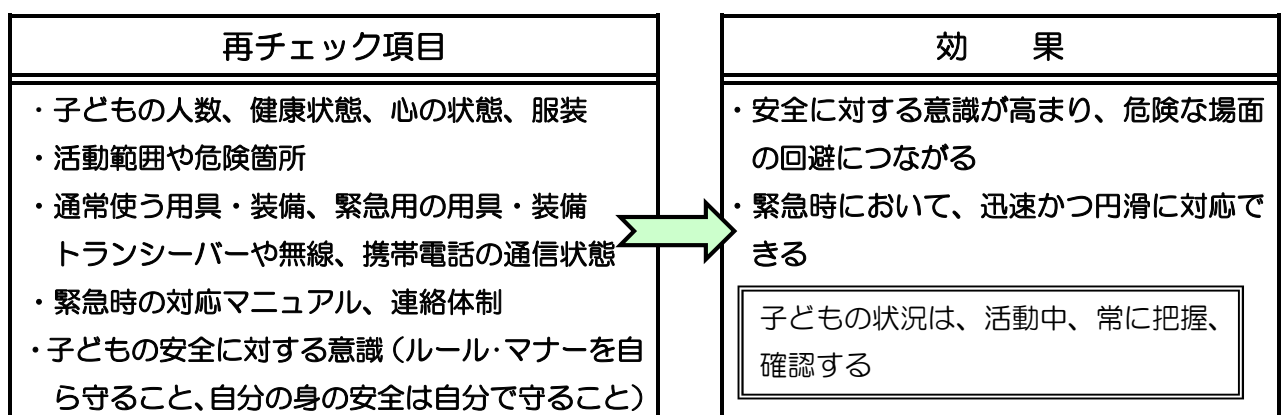 再チェック項目
・子どもの人数、健康状態、心の状態、服装
・活動範囲や危険箇所
・通常使う用具・装備、緊急用の用具・装備
トランシーバーや無線、携帯電話の通信状態
・緊急時の対応マニュアル、連絡体制
・子どもの安全に対する意識（ルール・マナーを自
ら守ること、自分の身の安全は自分で守ること）
効　果
・安全に対する意識が高まり、危険な場面
の回避につながる
・緊急時において、迅速かつ円滑に対応で
きる
子どもの状況は、活動中、常に把握、
確認する